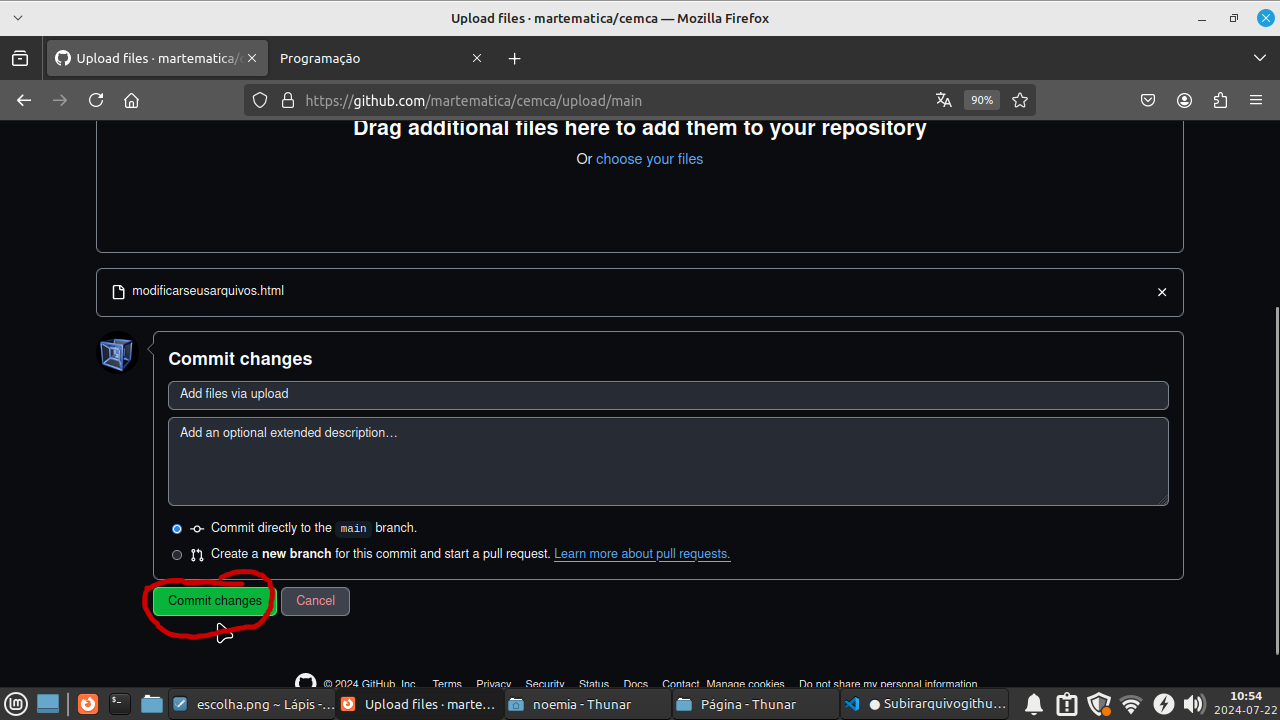 Upload files · martematica/cemca — Mozilla Firefox
Upload files · martematica/c
Programação
https://github.com/martematica/cemca/upload/main
90%
Drag additional files here to add them to your repository
Or choose your files
modificarseusarquivos.html
Commit changes
Add files via upload
Add an optional extended description…
Commit directly to the main branch.
Create a new branch for this commit and start a pull request. Learn more about pull requests.
Commit changes
Cancel
© 2024 GitHub, Inc. Terms Privacy Security Status Docs Contact Manage cookies Do not share my personal information
escolha.png ~ Lápis -...
Upload files · marte...
noemia - Thunar
Página - Thunar
● Subirarquivogithu...
10:54
2024-07-22